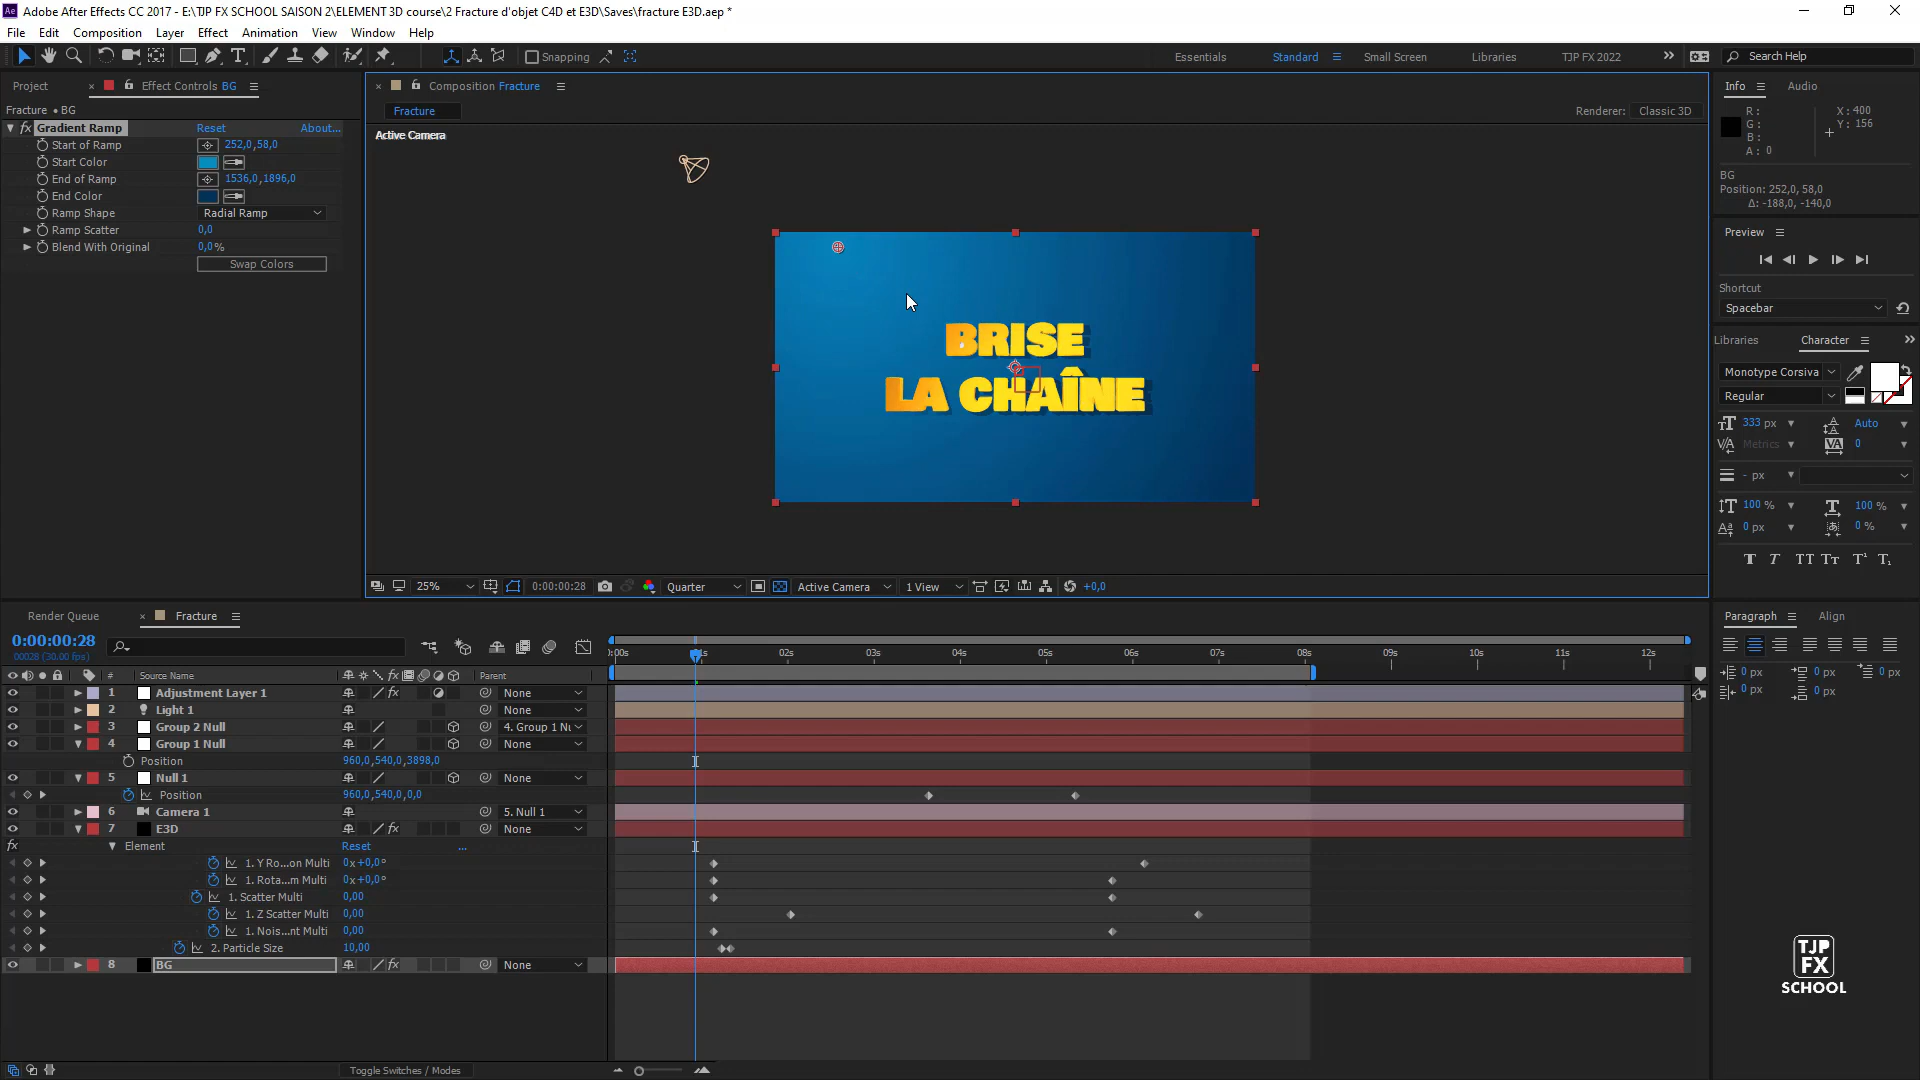 Adobe After Effects CC 2017 - E:\TJP FX SCHOOL SAISON 2\ELEMENT 3D course\2 Fracture d'objet C4D et E3D\Saves\fracture E3D.aep *
File Edit Composition Layer Effect Animation View Window Help
Snapping Essentials Standard Small Screen Libraries TJP FX 2022 Search Help
Project Effect Controls BG
Fracture • BG
fx Gradient Ramp Reset About...
Start of Ramp 252,0,58,0
Start Color
End of Ramp 1536,0,1896,0
End Color
Ramp Shape Radial Ramp
Ramp Scatter 0,0
Blend With Original 0,0%
Swap Colors
Composition Fracture
Fracture
Renderer: Classic 3D
Active Camera
BRISE
LA CHAÎNE
25% 0:00:00:28 Quarter Active Camera 1 View +0,0
Info Audio
R: X: 400
G: Y: 156
B:
A: 0
BG
Position: 252,0, 58,0
Δ: -188,0, -140,0
Preview
Shortcut
Spacebar
Libraries Character
Monotype Corsiva
Regular
333 px Auto
Metrics 0
- px
100 % 100 %
0 px 0 %
Paragraph Align
0 px 0 px 0 px
0 px 0 px
TJP
FX
SCHOOL
Render Queue Fracture
0:00:00:28
00028 (30.00 fps)
# Source Name fx Parent
:00s 1s 02s 03s 04s 05s 06s 07s 08s 09s 10s 11s 12s
1 Adjustment Layer 1 fx None
2 Light 1 None
3 Group 2 Null 4. Group 1 Nu
4 Group 1 Null None
Position 960,0,540,0,3898,0
5 Null 1 None
Position 960,0,540,0,0,0
6 Camera 1 5. Null 1
7 E3D fx None
fx Element Reset ...
1. Y Ro...on Multi 0x+0,0°
1. Rota...m Multi 0x+0,0°
1. Scatter Multi 0,00
1. Z Scatter Multi 0,00
1. Nois...nt Multi 0,00
2. Particle Size 10,00
8 BG fx None
Toggle Switches / Modes